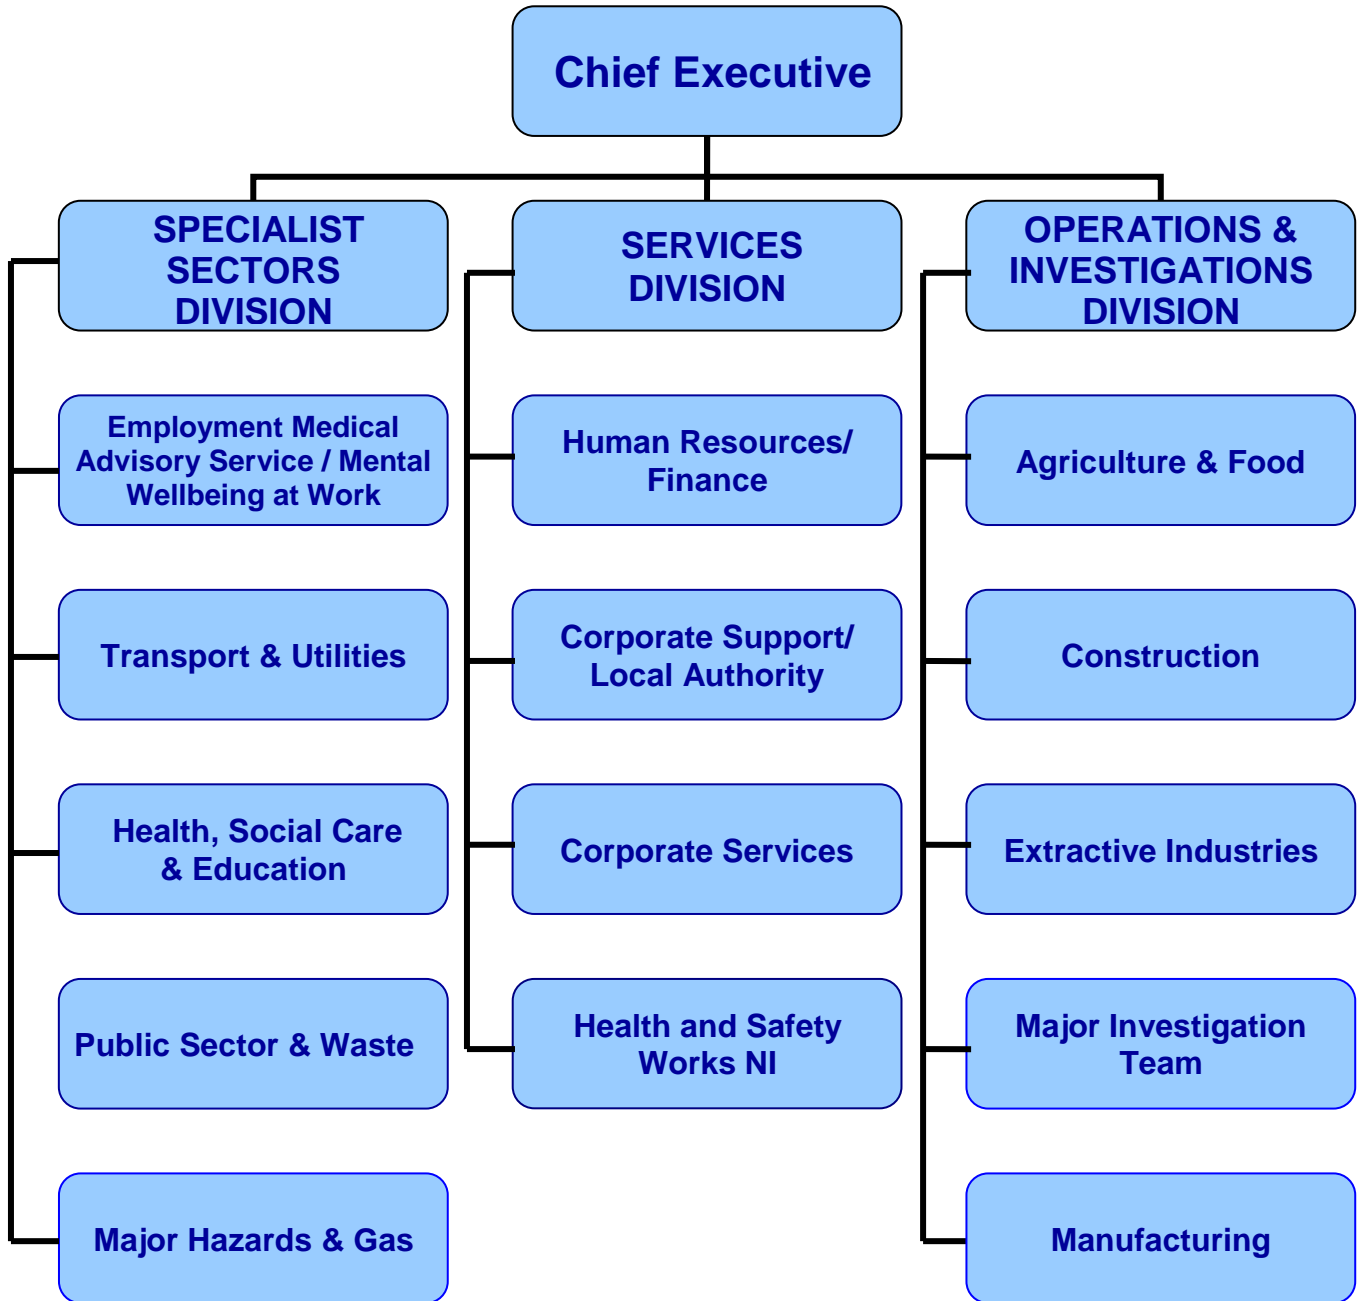 Chief Executive
SPECIALIST
SECTORS
DIVISION
Employment Medical
Advisory Service / Mental
Wellbeing at Work
Transport & Utilities
Health, Social Care
& Education
Public Sector & Waste
Major Hazards & Gas
SERVICES
DIVISION
Human Resources/
Finance
Corporate Support/
Local Authority
Corporate Services
Health and Safety
Works NI
OPERATIONS &
INVESTIGATIONS
DIVISION
Agriculture & Food
Construction
Extractive Industries
Major Investigation
Team
Manufacturing